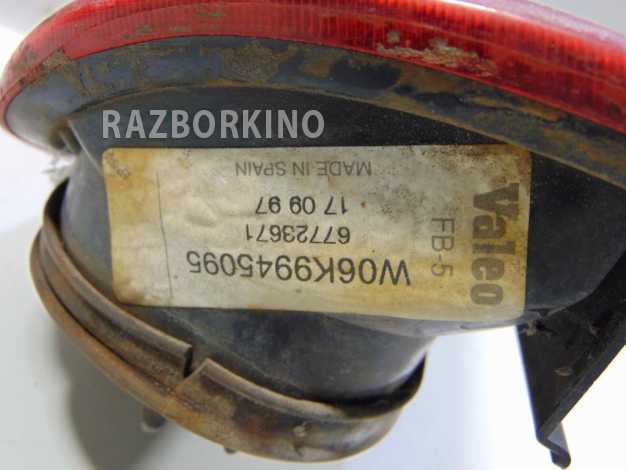 RAZBORKINO
Valeo
FB-5
W06K9945095
67723671
17 09 97
MADE IN SPAIN